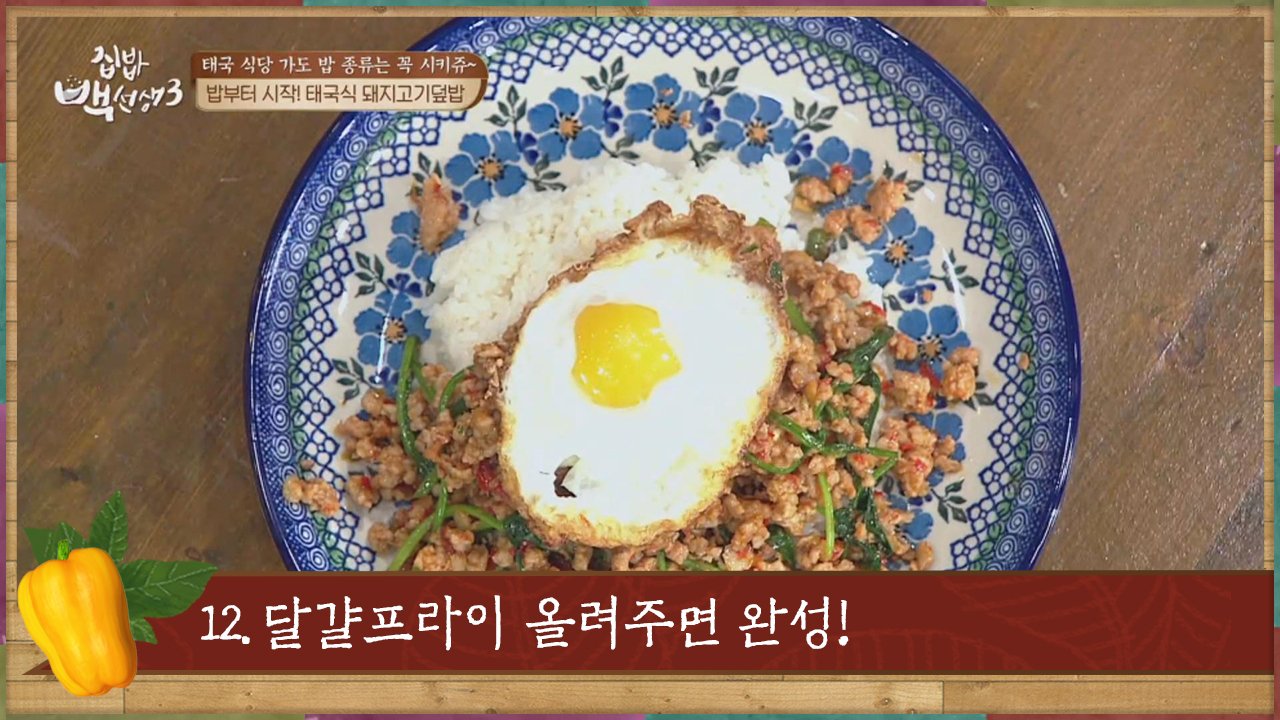 집밥
백선생3
태국 식당 가도 밥 종류는 꼭 시키쥬~
밥부터 시작! 태국식 돼지고기덮밥
12. 달걀프라이 올려주면 완성!